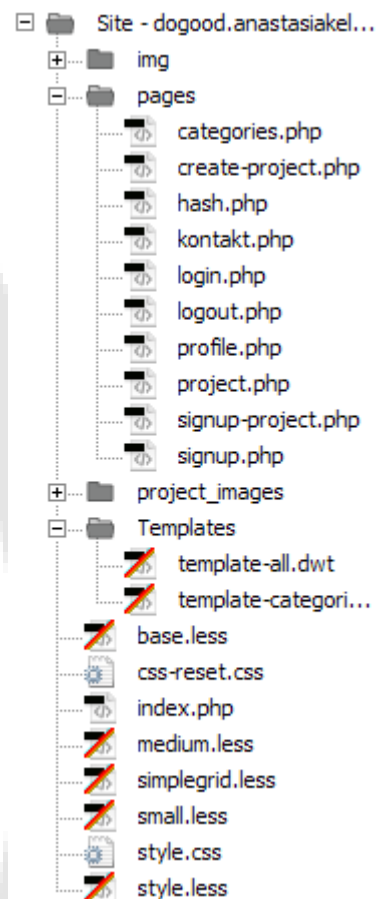 Site - dogood.anastasiakel...
img
pages
categories.php
create-project.php
hash.php
kontakt.php
login.php
logout.php
profile.php
project.php
signup-project.php
signup.php
project_images
Templates
template-all.dwt
template-categori...
base.less
css-reset.css
index.php
medium.less
simplegrid.less
small.less
style.css
style.less